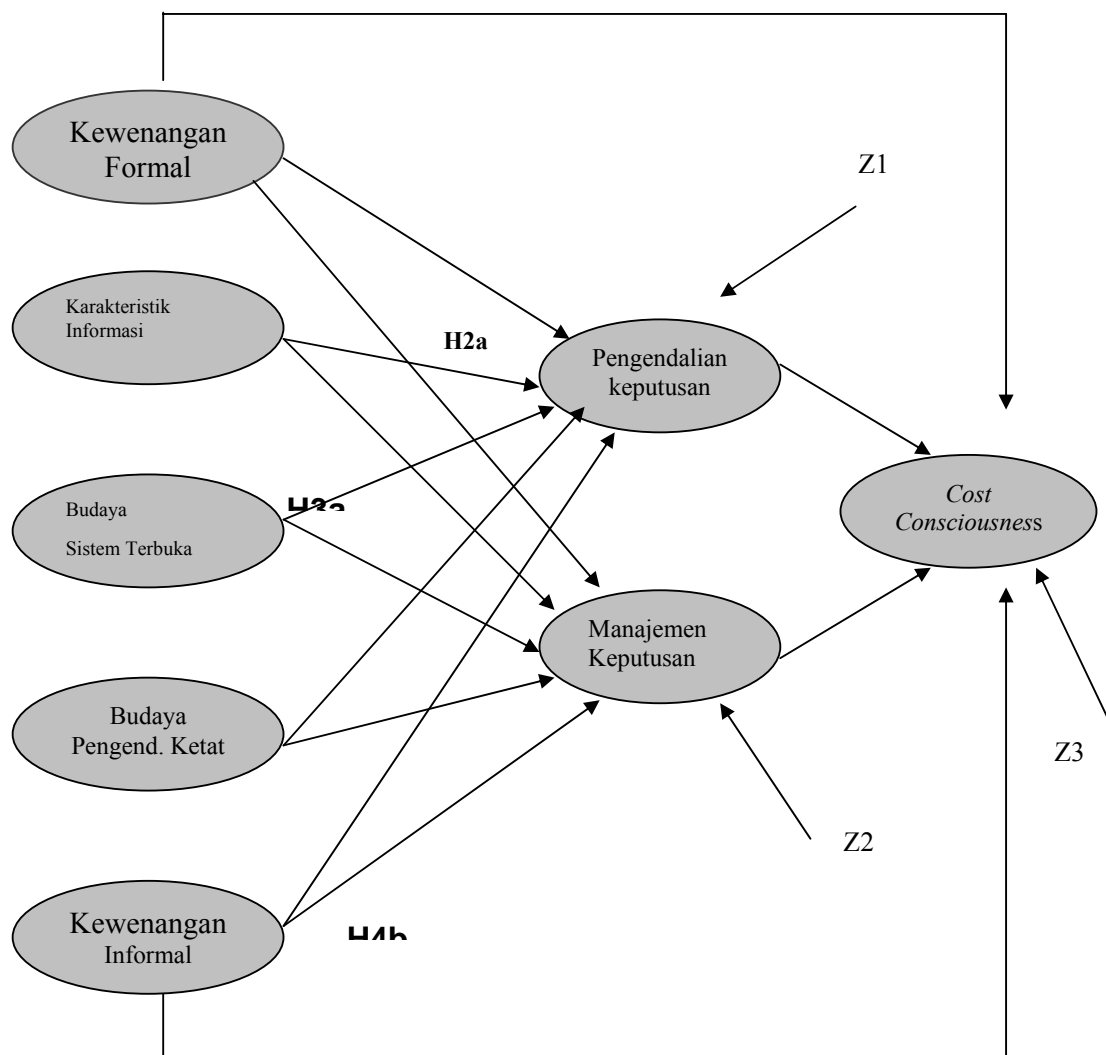 Kewenangan
Formal
Z1
Karakteristik
Informasi
H2a
Pengendalian
keputusan
Budaya
Sistem Terbuka
H3a
Cost
Consciousness
Manajemen
Keputusan
Budaya
Pengend. Ketat
Z3
Z2
Kewenangan
Informal
H4b